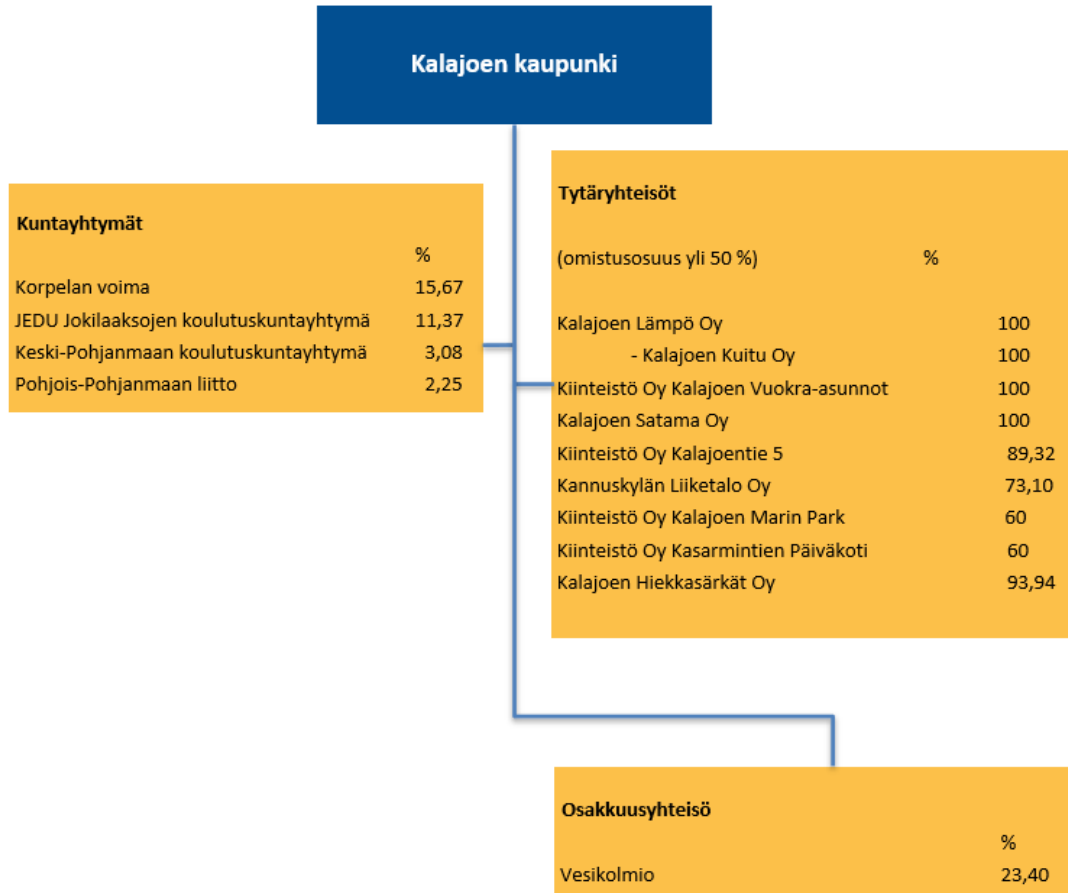 Kalajoen kaupunki
Kuntayhtymät
%
Korpelan voima 15,67
JEDU Jokilaaksojen koulutuskuntayhtymä 11,37
Keski-Pohjanmaan koulutuskuntayhtymä 3,08
Pohjois-Pohjanmaan liitto 2,25
Tytäryhteisöt
(omistusosuus yli 50 %) %
Kalajoen Lämpö Oy 100
- Kalajoen Kuitu Oy 100
Kiinteistö Oy Kalajoen Vuokra-asunnot 100
Kalajoen Satama Oy 100
Kiinteistö Oy Kalajoentie 5 89,32
Kannuskylän Liiketalo Oy 73,10
Kiinteistö Oy Kalajoen Marin Park 60
Kiinteistö Oy Kasarmintien Päiväkoti 60
Kalajoen Hiekkasärkät Oy 93,94
Osakkuusyhteisö
%
Vesikolmio 23,40